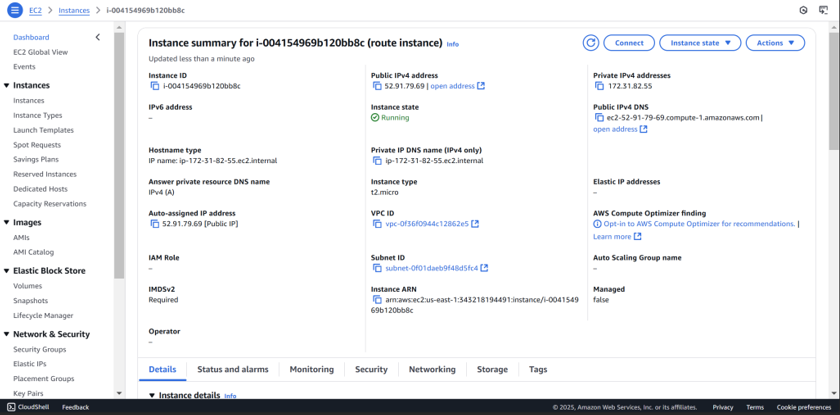 EC2 > Instances > i-004154969b120bb8c
Dashboard
EC2 Global View
Events
Instances
Instances
Instance Types
Launch Templates
Spot Requests
Savings Plans
Reserved Instances
Dedicated Hosts
Capacity Reservations
Images
AMIs
AMI Catalog
Elastic Block Store
Volumes
Snapshots
Lifecycle Manager
Network & Security
Security Groups
Elastic IPs
Placement Groups
Key Pairs
Instance summary for i-004154969b120bb8c (route instance) Info
Updated less than a minute ago
Connect
Instance state
Actions
Instance ID
i-004154969b120bb8c
Public IPv4 address
52.91.79.69 | open address
Private IPv4 addresses
172.31.82.55
IPv6 address
–
Instance state
Running
Public IPv4 DNS
ec2-52-91-79-69.compute-1.amazonaws.com |
open address
Hostname type
IP name: ip-172-31-82-55.ec2.internal
Private IP DNS name (IPv4 only)
ip-172-31-82-55.ec2.internal
Answer private resource DNS name
IPv4 (A)
Instance type
t2.micro
Elastic IP addresses
–
Auto-assigned IP address
52.91.79.69 [Public IP]
VPC ID
vpc-0f36f0944c12862e5
AWS Compute Optimizer finding
Opt-in to AWS Compute Optimizer for recommendations. |
Learn more
IAM Role
–
Subnet ID
subnet-0f01daeb9f48d5fc4
Auto Scaling Group name
–
IMDSv2
Required
Instance ARN
arn:aws:ec2:us-east-1:343218194491:instance/i-0041549
69b120bb8c
Managed
false
Operator
–
Details
Status and alarms
Monitoring
Security
Networking
Storage
Tags
Instance details Info
CloudShell
Feedback
© 2025, Amazon Web Services, Inc. or its affiliates.
Privacy
Terms
Cookie preferences